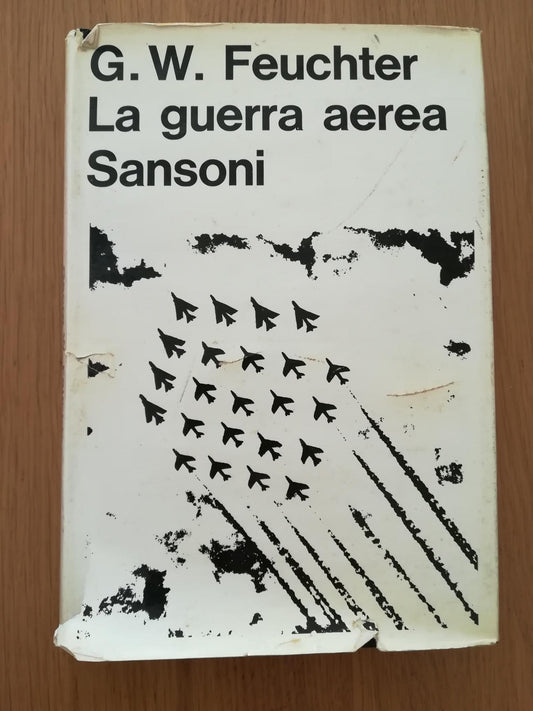 G. W. Feuchter
La guerra aerea
Sansoni